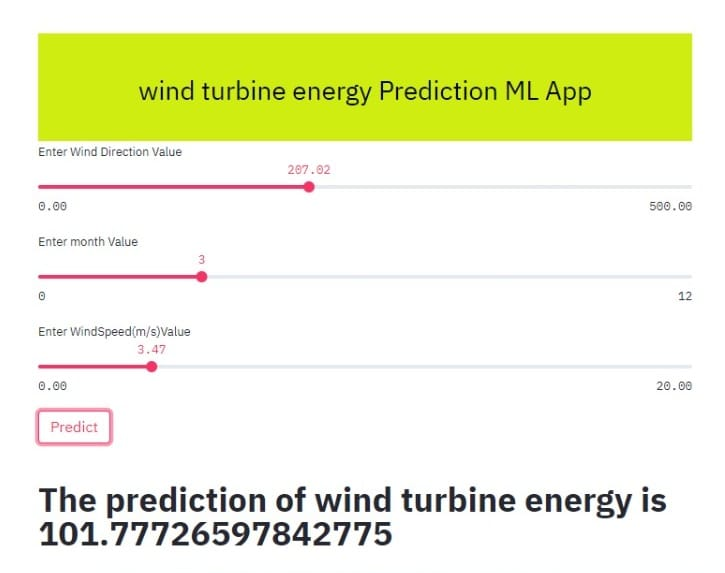 wind turbine energy Prediction ML App
Enter Wind Direction Value
207.02
0.00 500.00
Enter month Value
3
0 12
Enter WindSpeed(m/s)Value
3.47
0.00 20.00
Predict
The prediction of wind turbine energy is
101.77726597842775